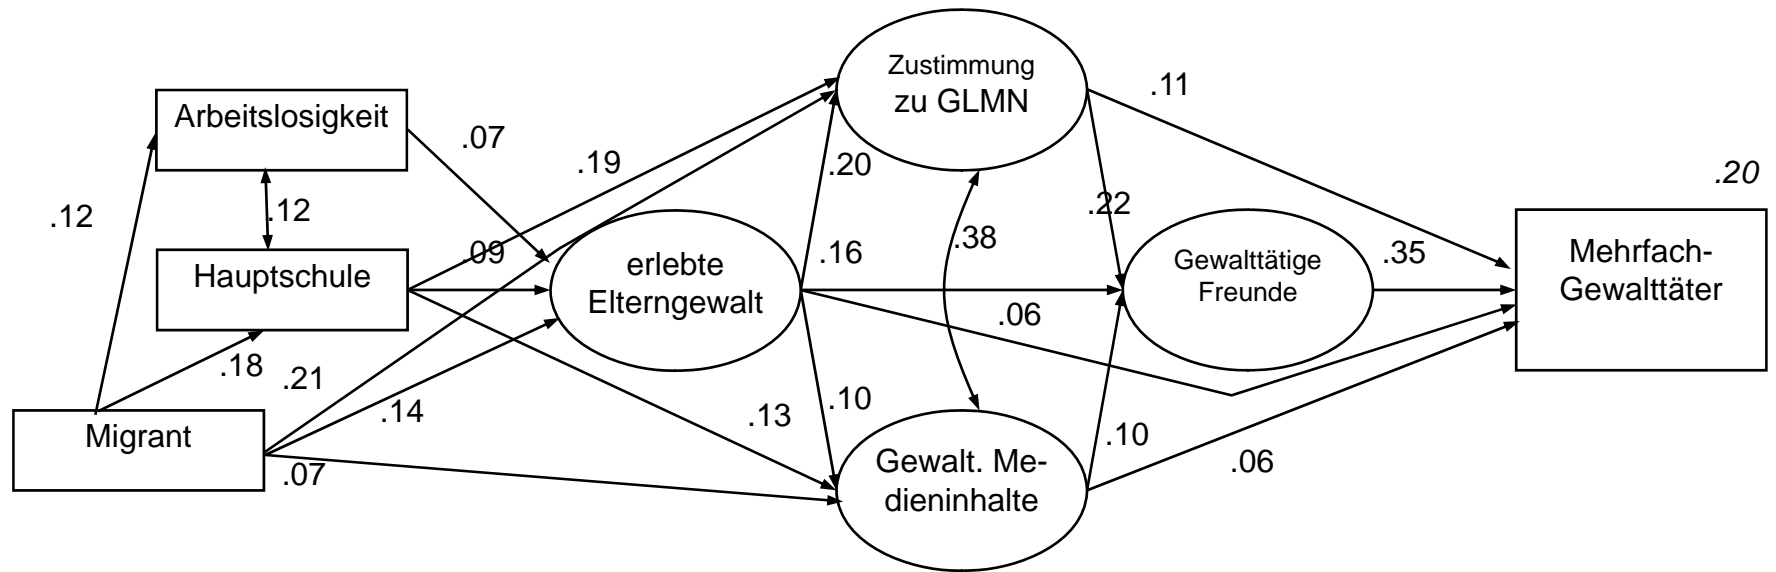 Zustimmung
zu GLMN
.11
Arbeitslosigkeit
.07
.19
.20
.20
.12
.12
.22
.38
.09
.16
.35
Hauptschule
erlebte
Elterngewalt
Gewalttätige
Freunde
Mehrfach-
Gewalttäter
.06
.18
.21
.14
.13
.10
.10
Migrant
.07
Gewalt. Me-
dieninhalte
.06